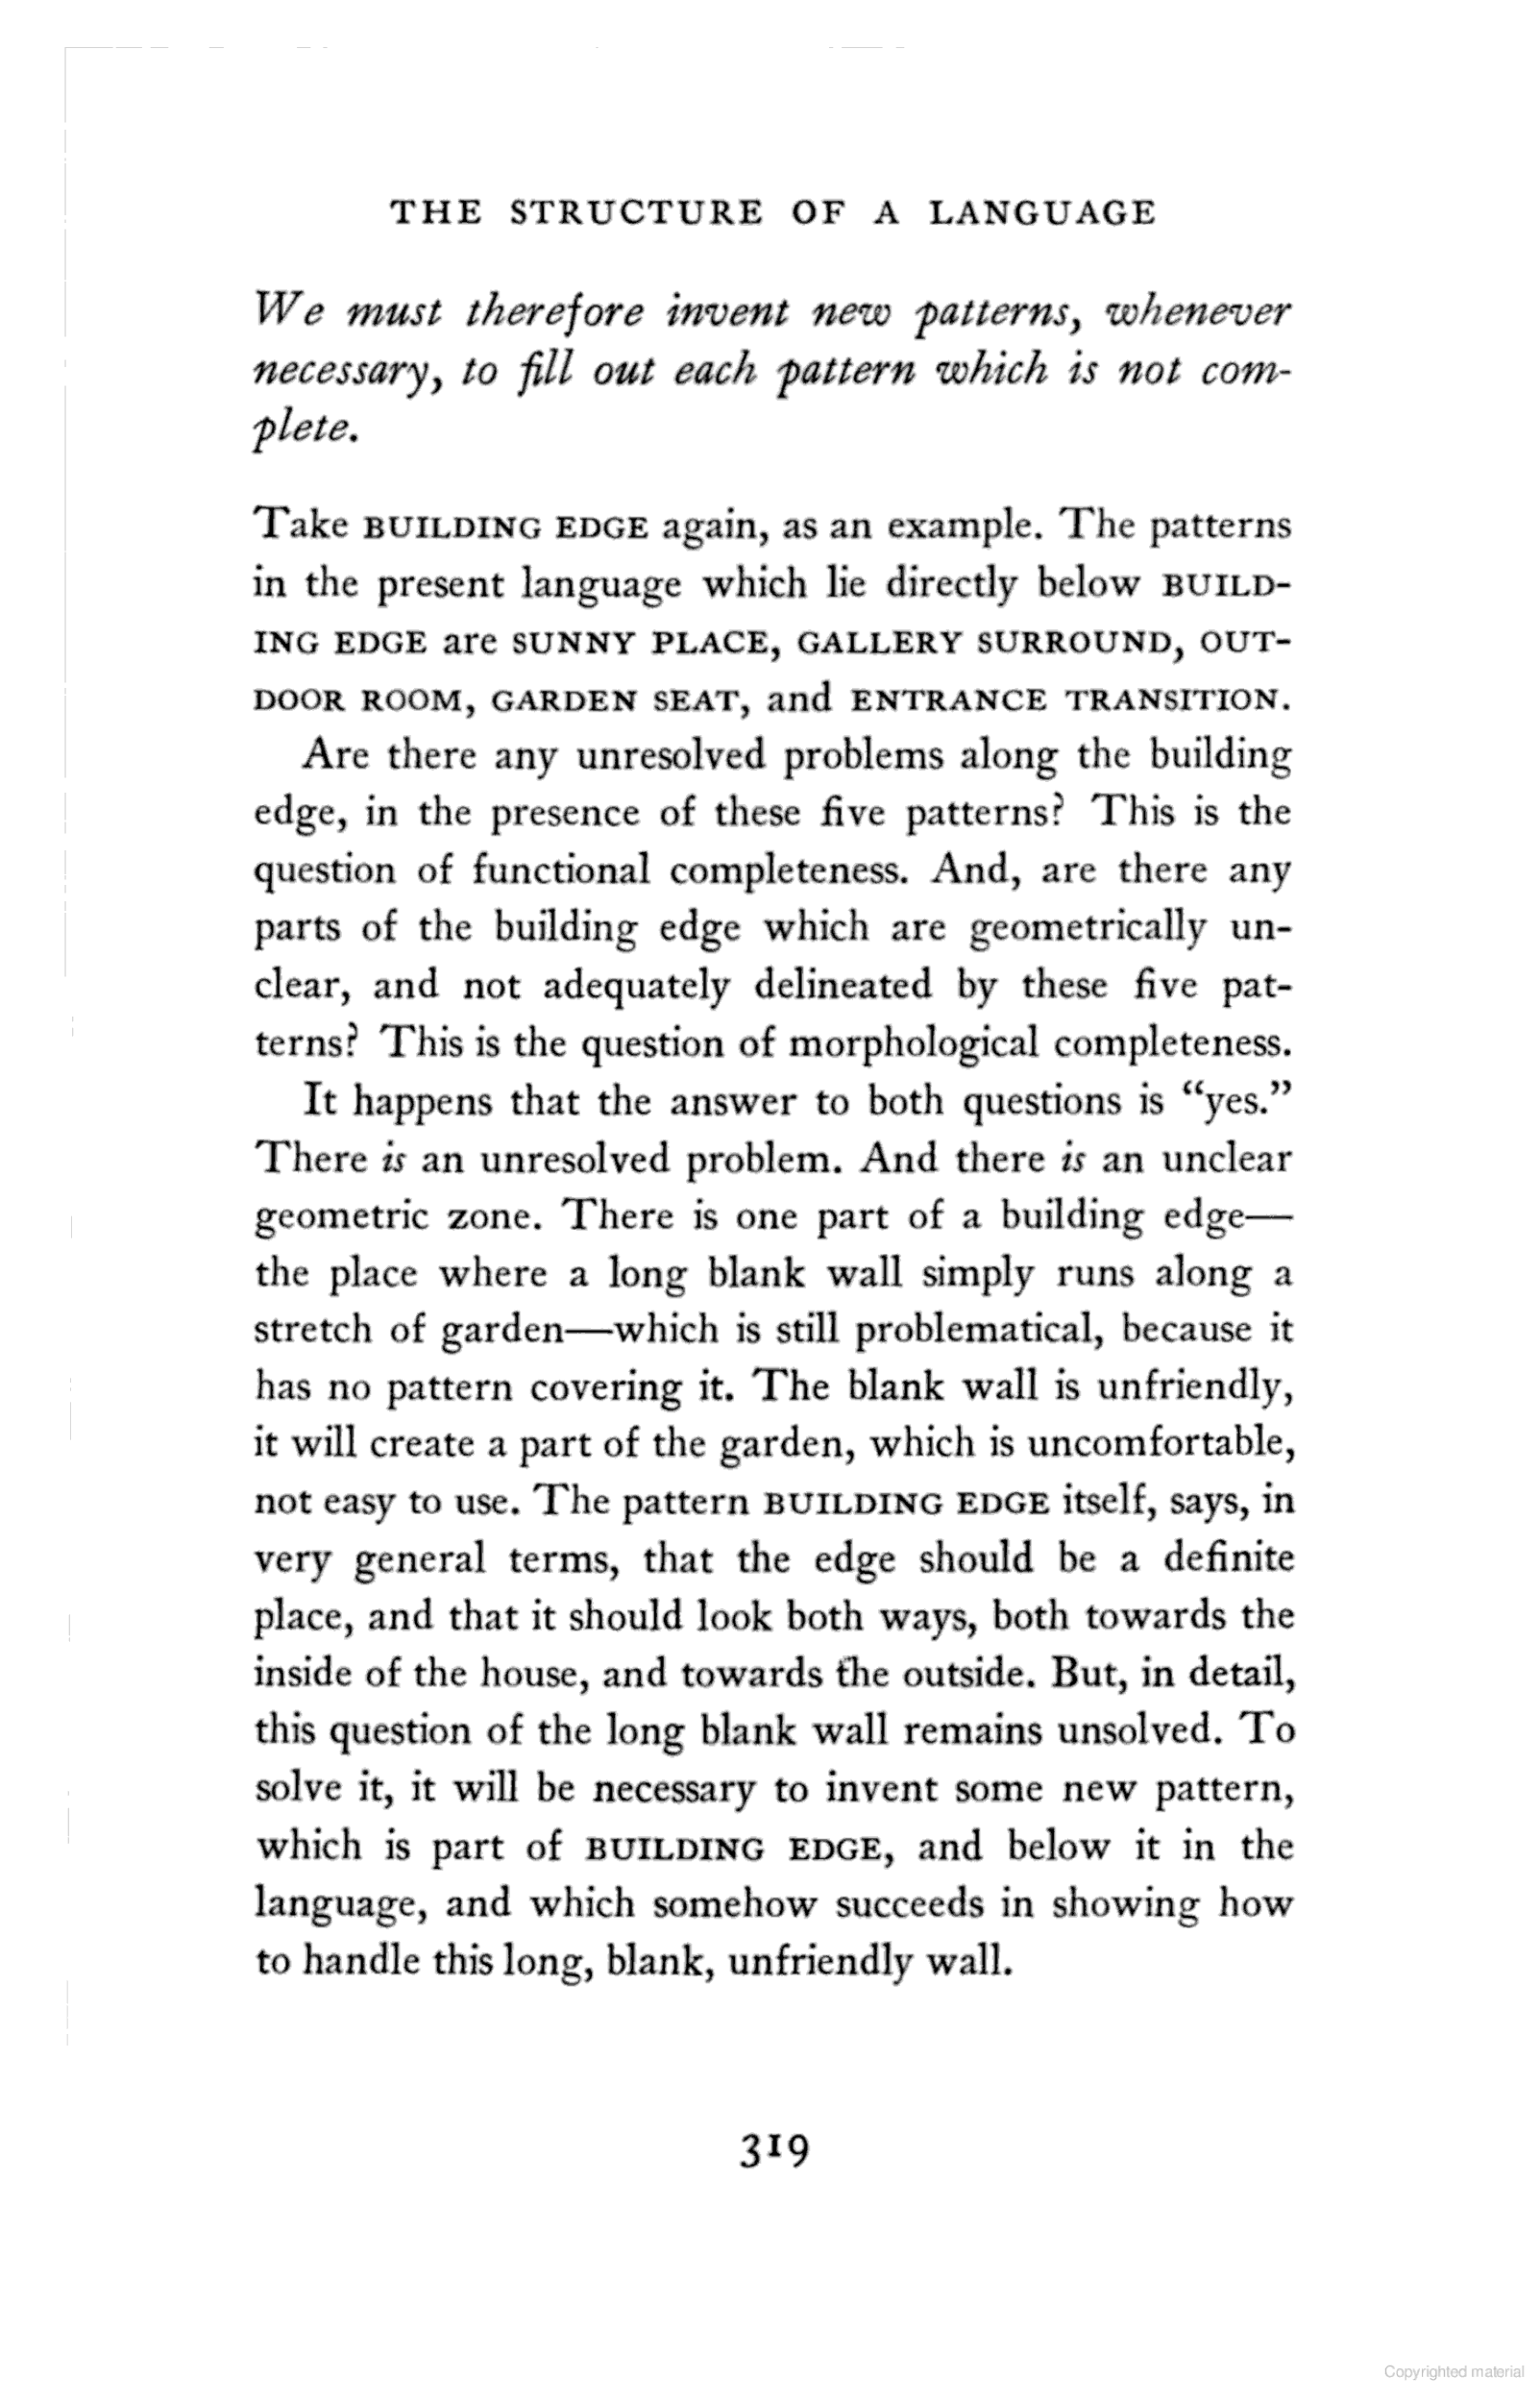 THE STRUCTURE OF A LANGUAGE
We must therefore invent new patterns, whenever
necessary, to fill out each pattern which is not com-
plete.
Take BUILDING EDGE again, as an example. The patterns
in the present language which lie directly below BUILD-
ING EDGE are SUNNY PLACE, GALLERY SURROUND, OUT-
DOOR ROOM, GARDEN SEAT, and ENTRANCE TRANSITION.
Are there any unresolved problems along the building
edge, in the presence of these five patterns? This is the
question of functional completeness. And, are there any
parts of the building edge which are geometrically un-
clear, and not adequately delineated by these five pat-
terns? This is the question of morphological completeness.
It happens that the answer to both questions is “yes.”
There is an unresolved problem. And there is an unclear
geometric zone. There is one part of a building edge—
the place where a long blank wall simply runs along a
stretch of garden—which is still problematical, because it
has no pattern covering it. The blank wall is unfriendly,
it will create a part of the garden, which is uncomfortable,
not easy to use. The pattern BUILDING EDGE itself, says, in
very general terms, that the edge should be a definite
place, and that it should look both ways, both towards the
inside of the house, and towards the outside. But, in detail,
this question of the long blank wall remains unsolved. To
solve it, it will be necessary to invent some new pattern,
which is part of BUILDING EDGE, and below it in the
language, and which somehow succeeds in showing how
to handle this long, blank, unfriendly wall.
319
Copyrighted material